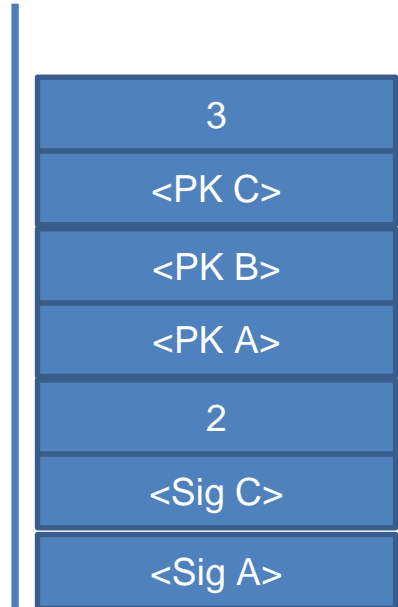 3
<PK C>
<PK B>
<PK A>
2
<Sig C>
<Sig A>